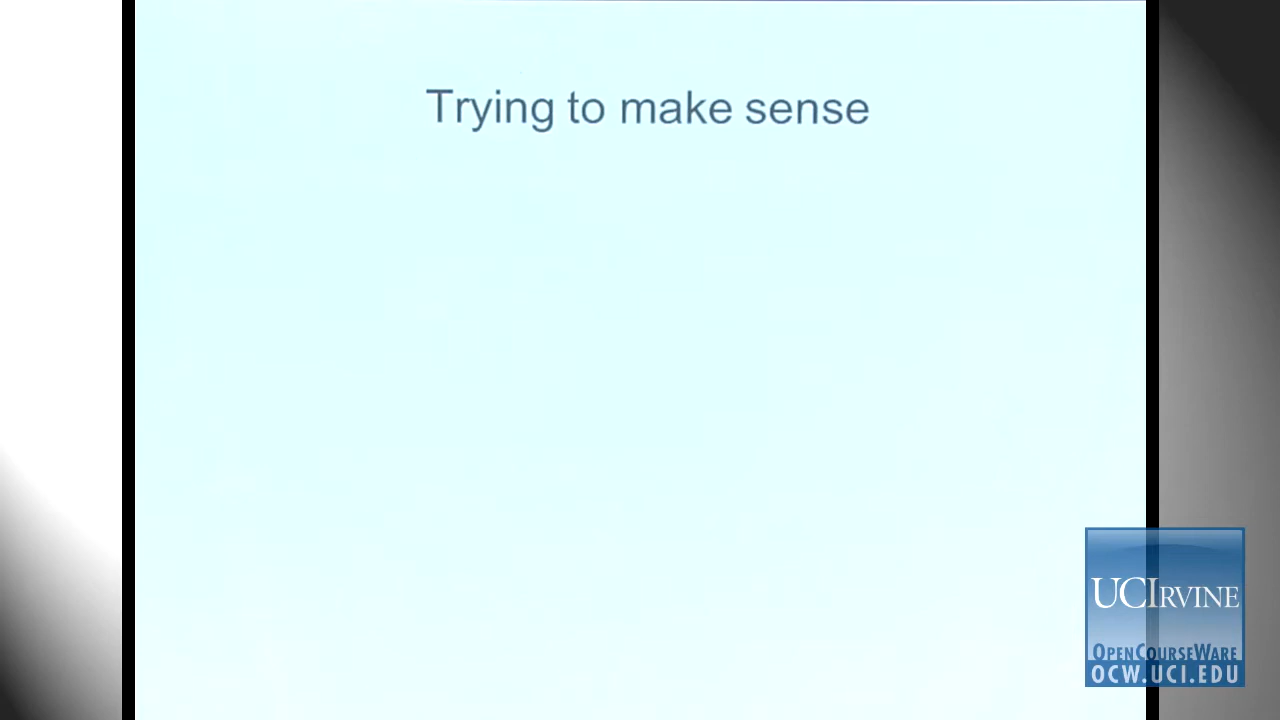 Trying to make sense
UCIRVINE
OPENCOURSEWARE
OCW.UCI.EDU